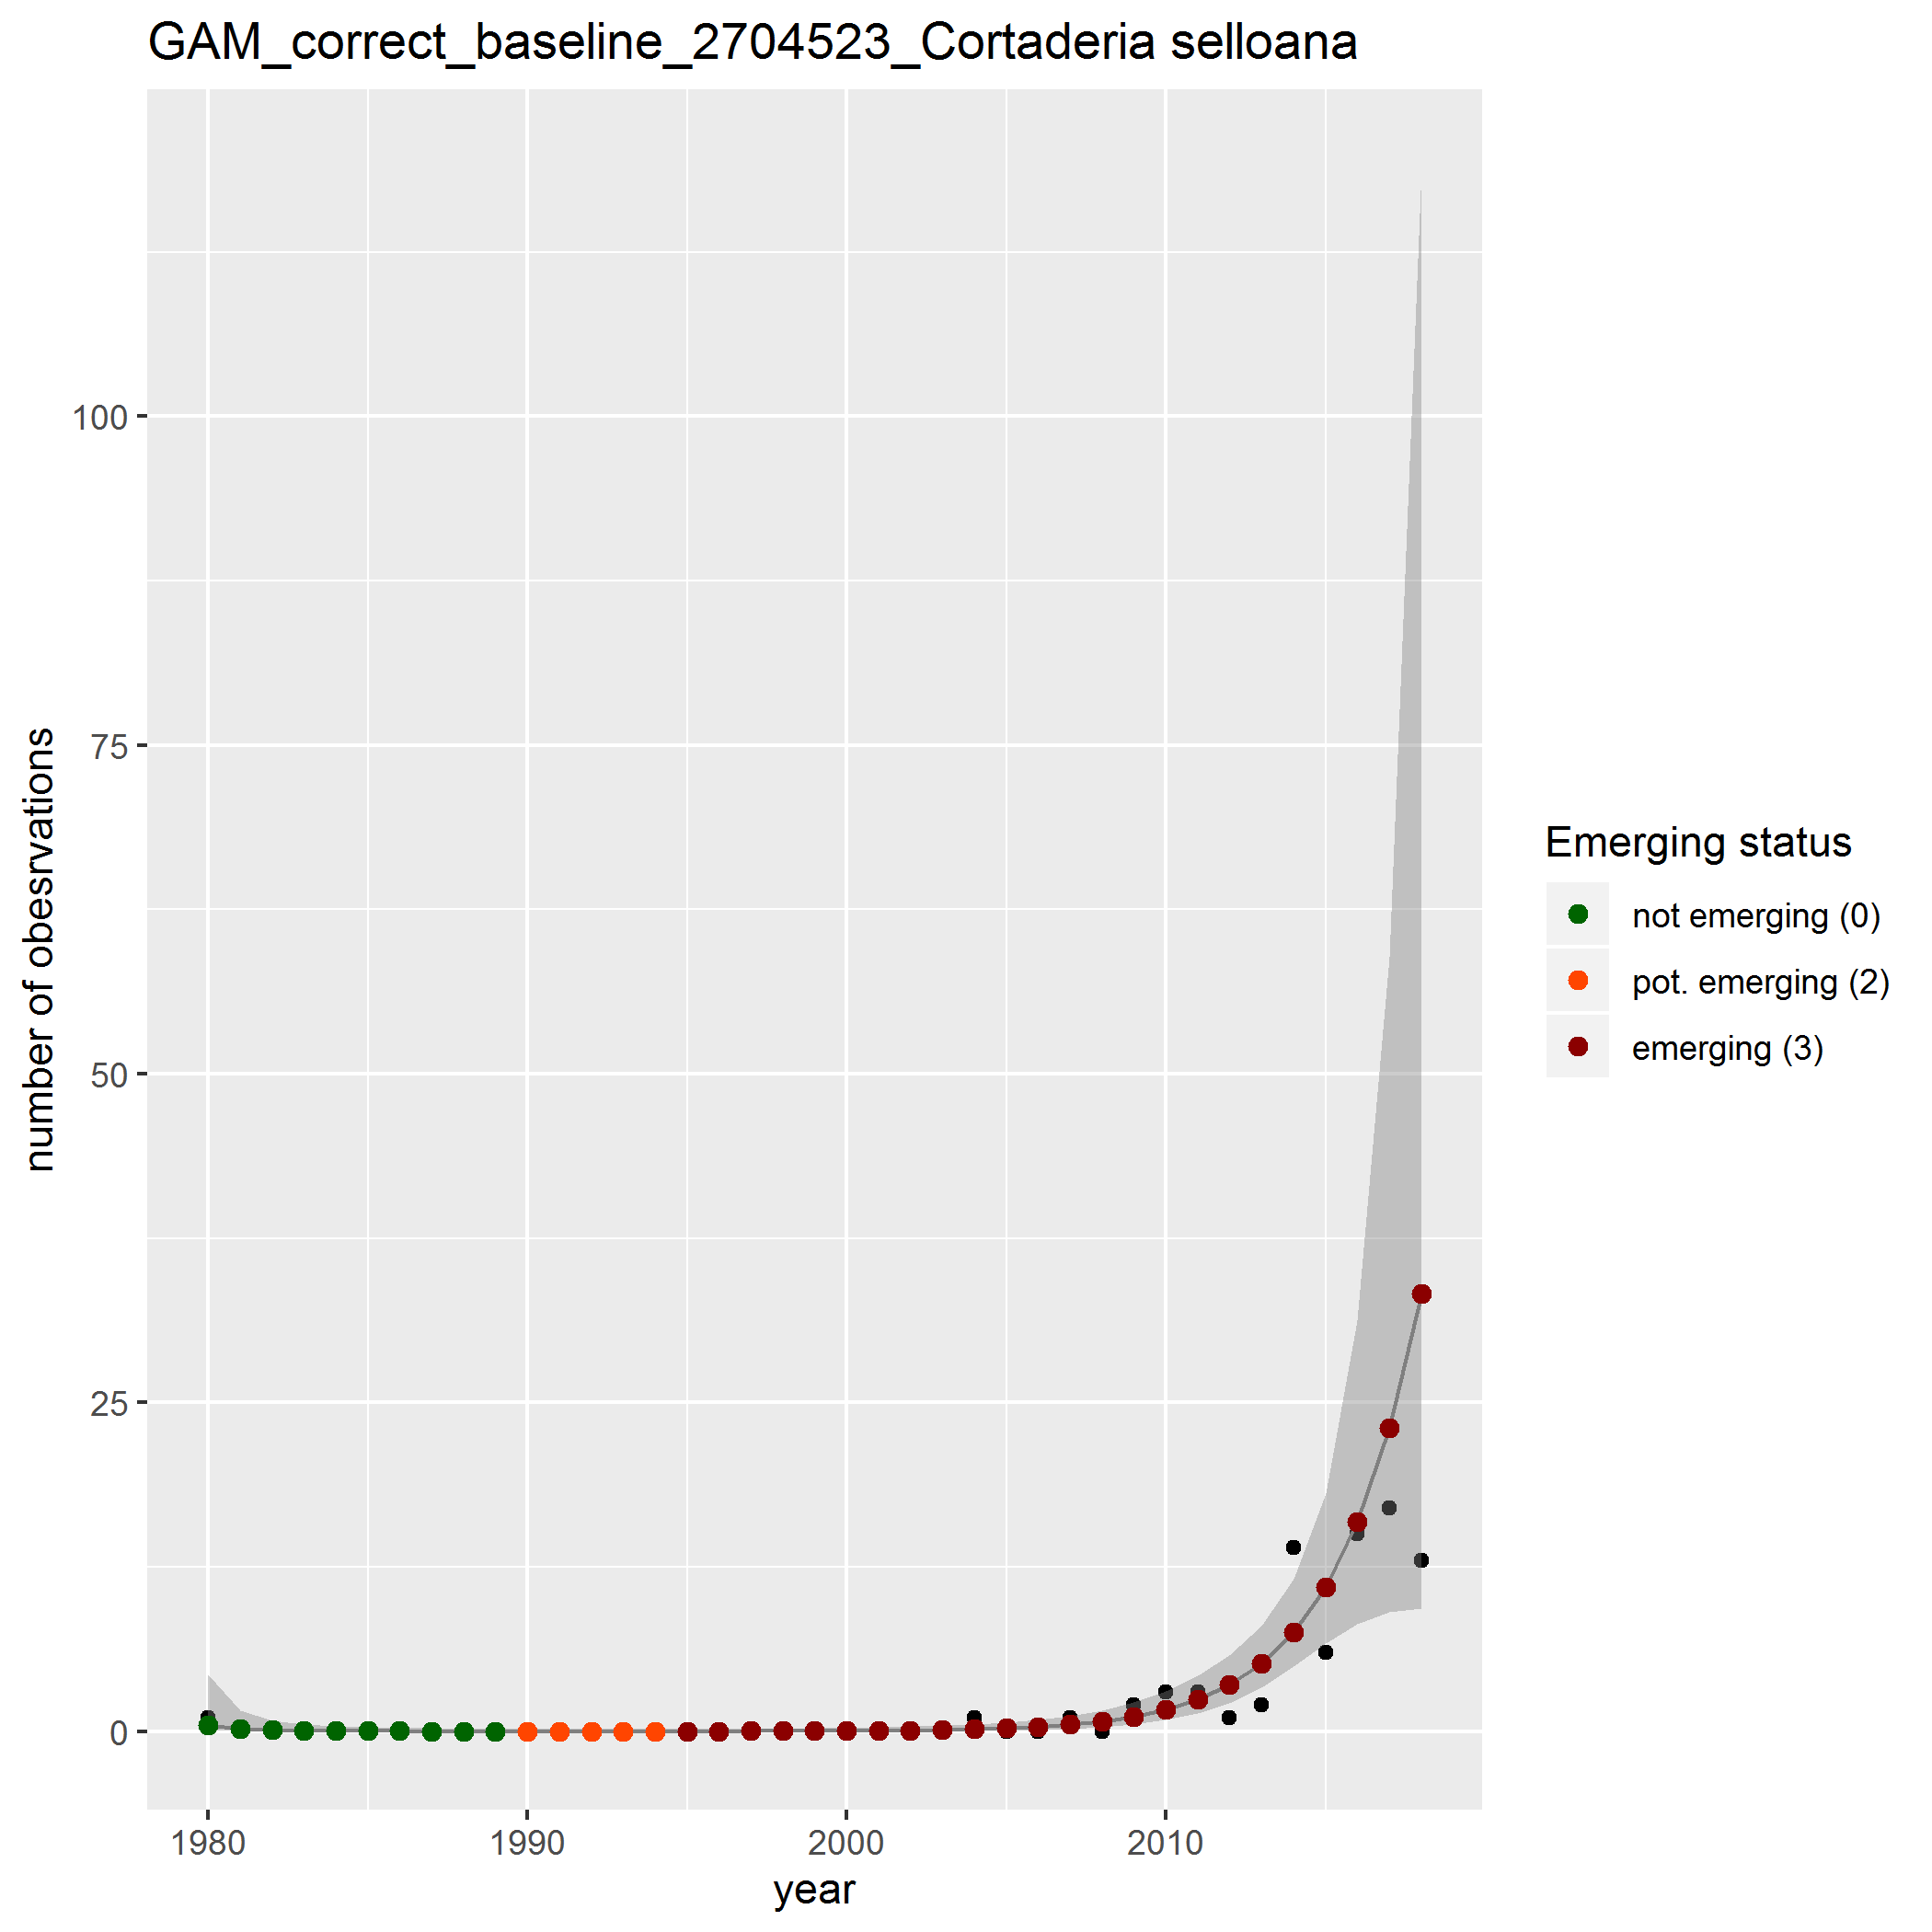 GAM_correct_baseline_2704523_Cortaderia selloana
number of obesrvations
100
75
50
25
0
1980 1990 2000 2010
year
Emerging status
not emerging (0)
pot. emerging (2)
emerging (3)